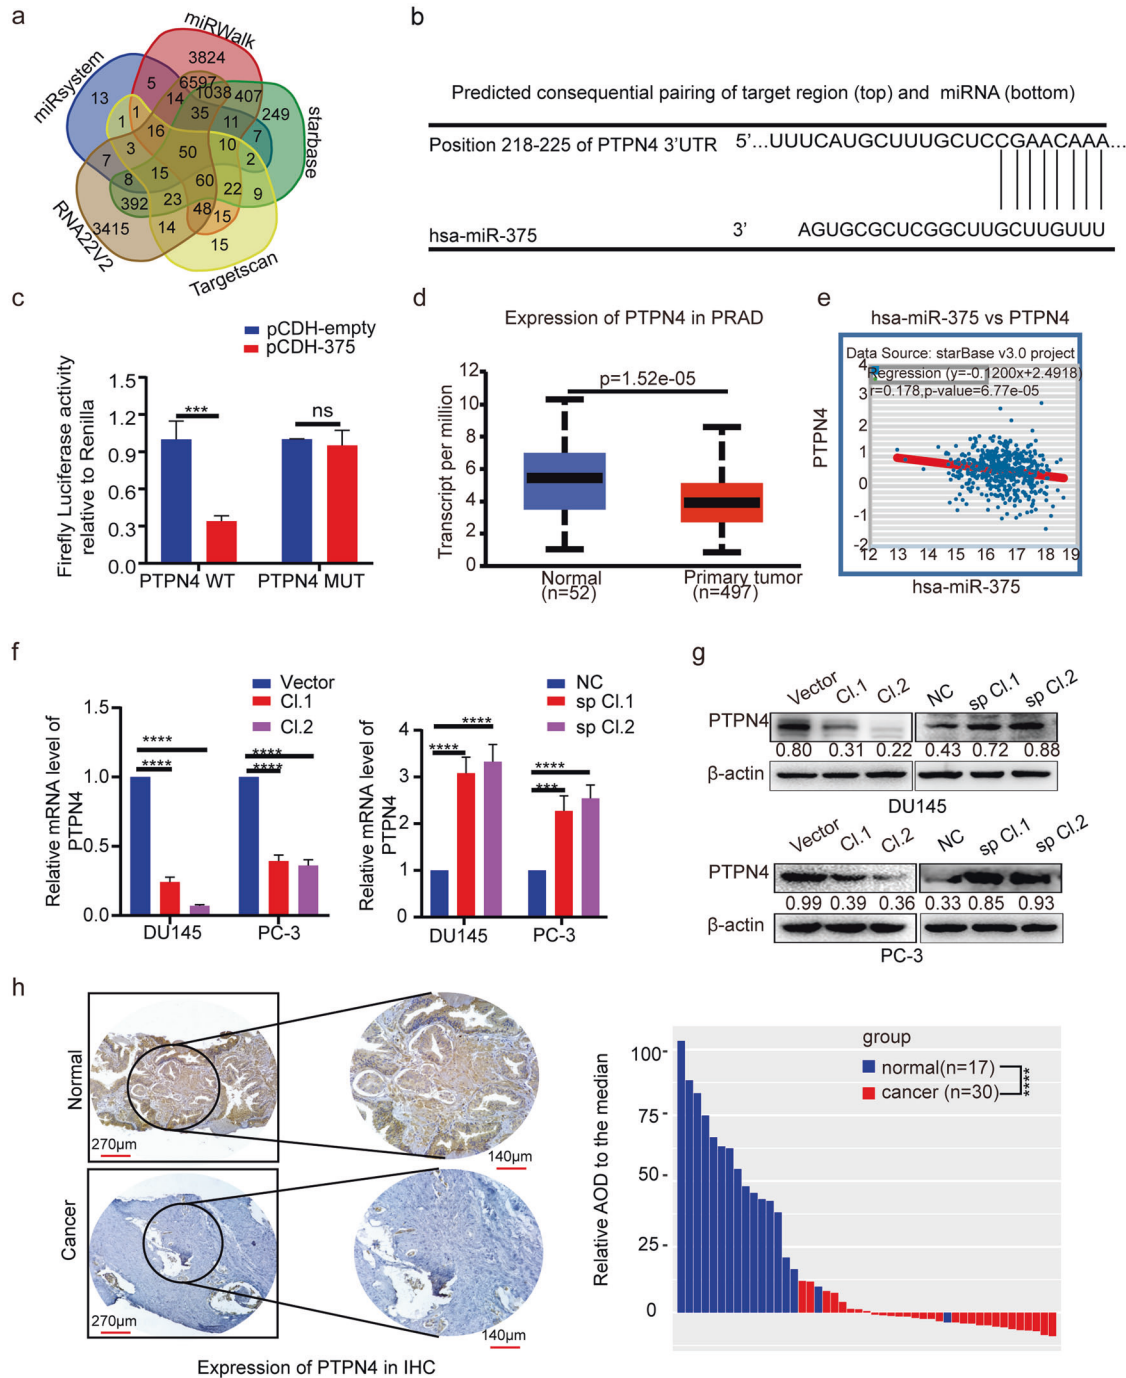 a
miRWalk
miRsystem
starbase
RNA22V2
Targetscan
3824
5
6597
1038
407
13
14
249
1
1
35
11
7
16
3
50
10
2
7
15
8
60
22
9
392
23
48
15
3415
14
15
b
Predicted consequential pairing of target region (top) and miRNA (bottom)
Position 218-225 of PTPN4 3'UTR 5'...UUUCAUGCUUUGCUCCGAACAAA...
hsa-miR-375 3' AGUGCGCUCGGCUUGCUUGUUU
c
pCDH-empty
pCDH-375
Firefly Luciferase activity
relative to Renilla
1.5
1.2
0.9
0.6
0.3
0.0
***
ns
PTPN4 WT PTPN4 MUT
d
Expression of PTPN4 in PRAD
p=1.52e-05
Transcript per million
12
10
8
6
4
2
0
Normal
(n=52)
Primary tumor
(n=497)
e
hsa-miR-375 vs PTPN4
Data Source: starBase v3.0 project
Regression (y=-0.1200x+2.4918)
r=0.178,p-value=6.77e-05
PTPN4
4
3
2
1
0
-1
-2
12 13 14 15 16 17 18 19
hsa-miR-375
f
Vector
Cl.1
Cl.2
Relative mRNA level of
PTPN4
1.5
1.0
0.5
0.0
****
****
****
****
DU145 PC-3
NC
sp Cl.1
sp Cl.2
Relative mRNA level of
PTPN4
4
3
2
1
0
****
****
****
***
DU145 PC-3
g
Vector Cl.1 Cl.2 NC sp Cl.1 sp Cl.2
PTPN4
0.80 0.31 0.22 0.43 0.72 0.88
β-actin
DU145
Vector Cl.1 Cl.2 NC sp Cl.1 sp Cl.2
PTPN4
0.99 0.39 0.36 0.33 0.85 0.93
β-actin
PC-3
h
Normal
270μm
140μm
Cancer
270μm
140μm
Expression of PTPN4 in IHC
Relative AOD to the median
100
75
50
25
0
group
normal(n=17)
cancer (n=30)
****